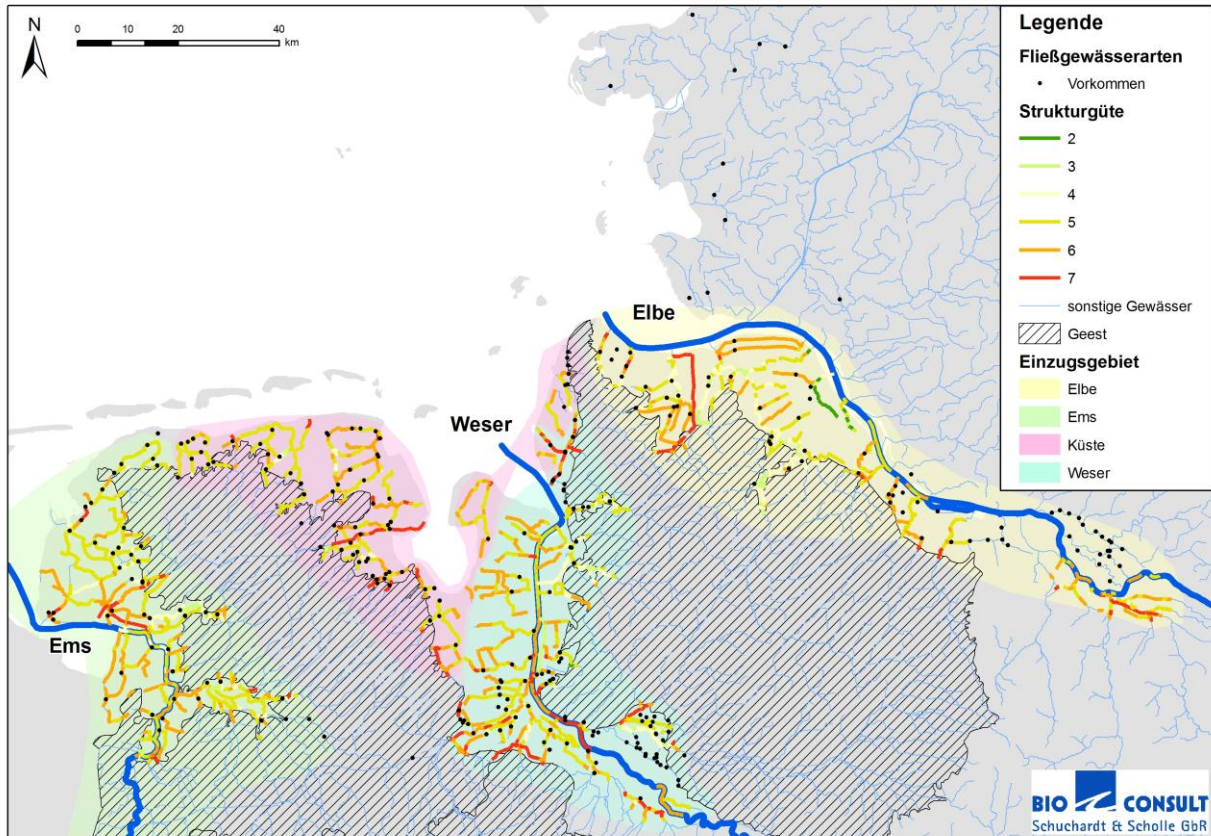 N
0 10 20 40
km
Elbe
Weser
Ems
Legende
Fließgewässerarten
Vorkommen
Strukturgüte
2
3
4
5
6
7
sonstige Gewässer
Geest
Einzugsgebiet
Elbe
Ems
Küste
Weser
BIO CONSULT
Schuchardt & Scholle GbR